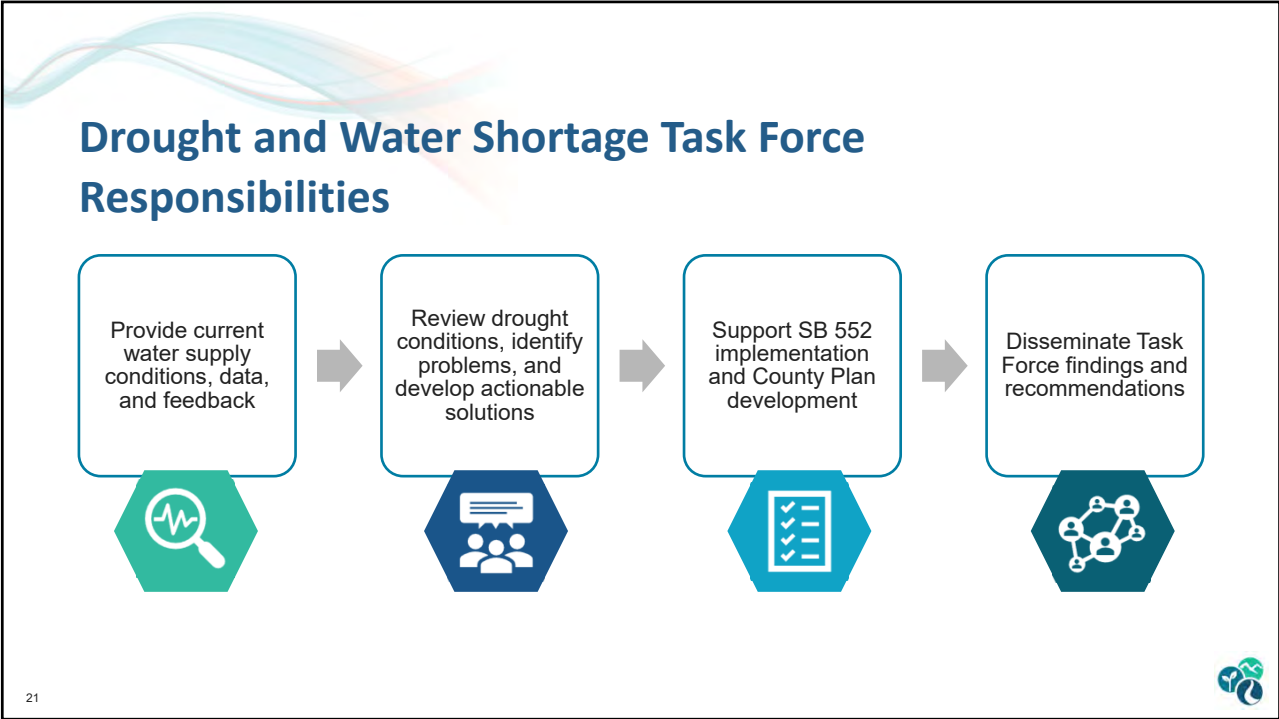 Drought and Water Shortage Task Force
Responsibilities
Provide current
water supply
conditions, data,
and feedback
Review drought
conditions, identify
problems, and
develop actionable
solutions
Support SB 552
implementation
and County Plan
development
Disseminate Task
Force findings and
recommendations
21